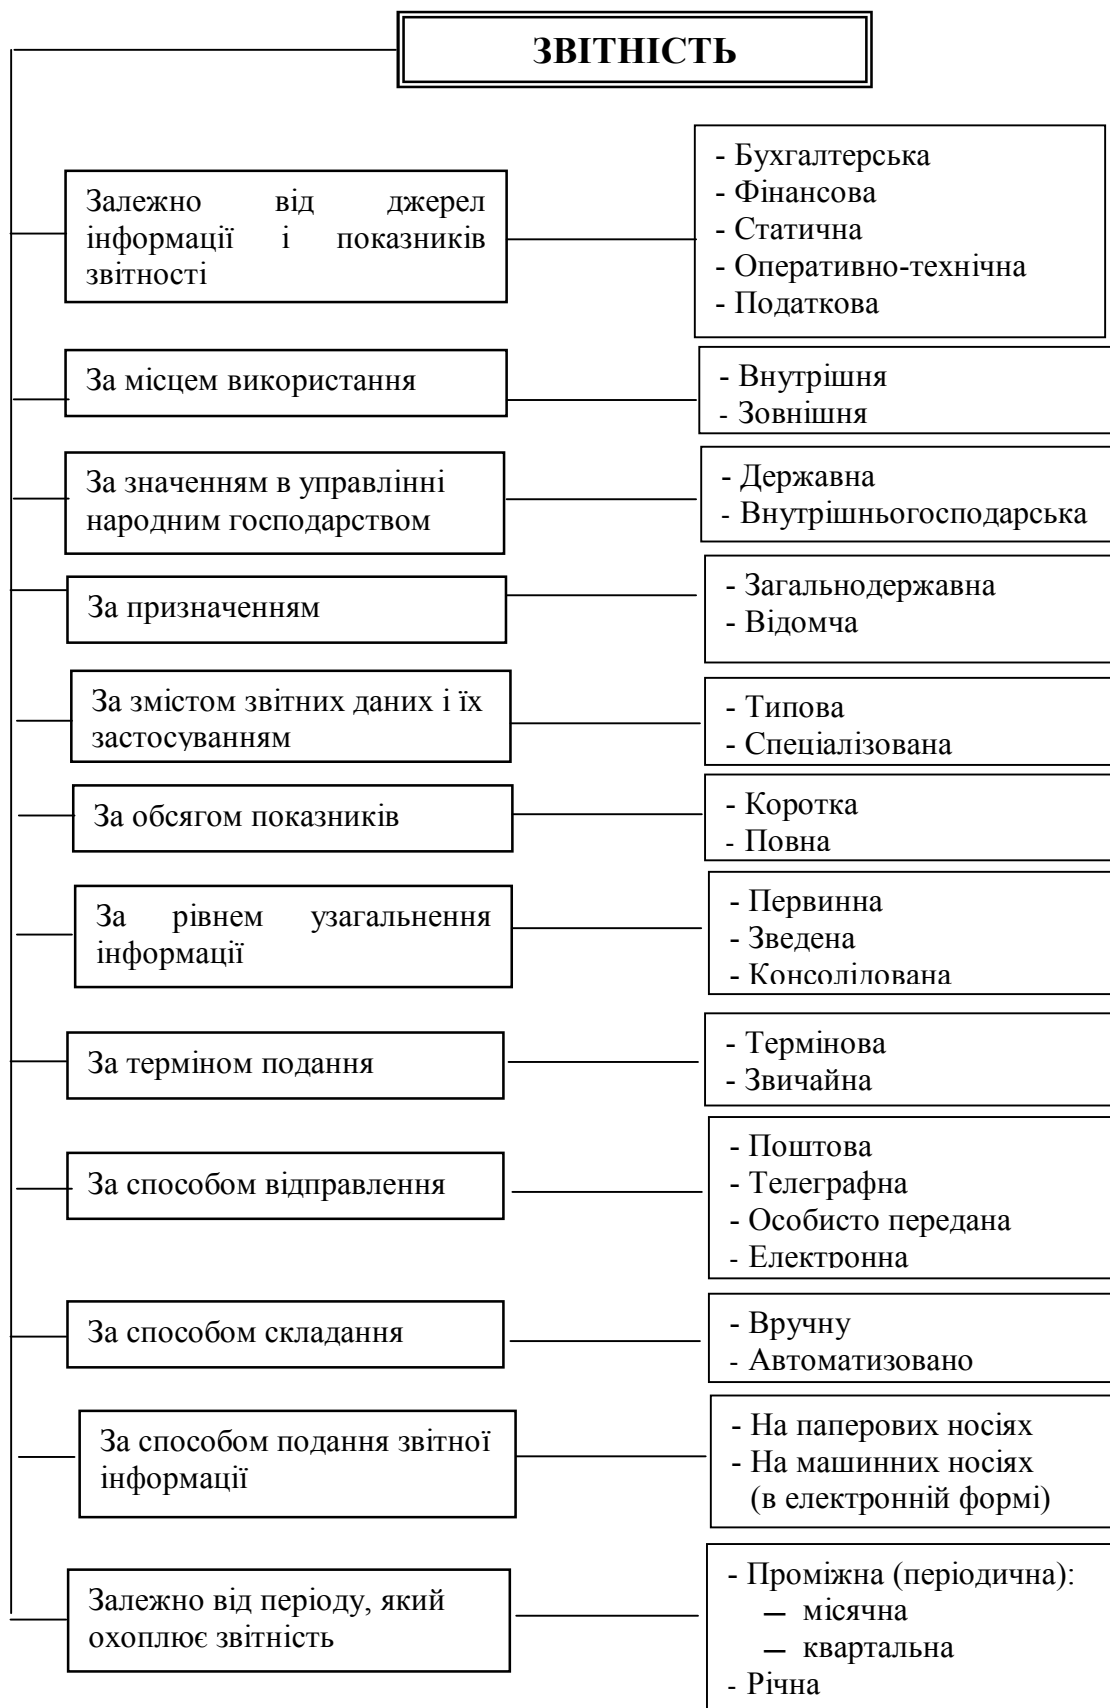 ЗВІТНІСТЬ
Залежно від джерел
інформації і показників
звітності
- Бухгалтерська
- Фінансова
- Статична
- Оперативно-технічна
- Податкова
За місцем використання
- Внутрішня
- Зовнішня
За значенням в управлінні
народним господарством
- Державна
- Внутрішньогосподарська
За призначенням
- Загальнодержавна
- Відомча
За змістом звітних даних і їх
застосуванням
- Типова
- Спеціалізована
За обсягом показників
- Коротка
- Повна
За рівнем узагальнення
інформації
- Первинна
- Зведена
- Консолідована
За терміном подання
- Термінова
- Звичайна
За способом відправлення
- Поштова
- Телеграфна
- Особисто передана
- Електронна
За способом складання
- Вручну
- Автоматизовано
За способом подання звітної
інформації
- На паперових носіях
- На машинних носіях
(в електронній формі)
Залежно від періоду, який
охоплює звітність
- Проміжна (періодична):
— місячна
— квартальна
- Річна